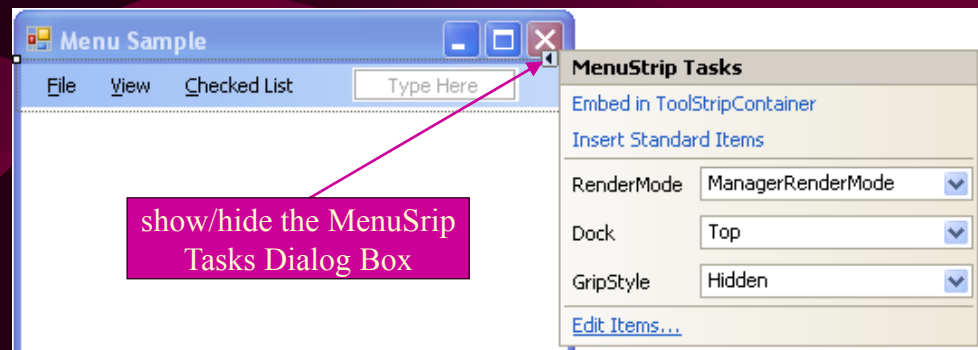 Menu Sample
File View Checked List Type Here
MenuStrip Tasks
Embed in ToolStripContainer
Insert Standard Items
RenderMode ManagerRenderMode
Dock Top
GripStyle Hidden
Edit Items...
show/hide the MenuSrip
Tasks Dialog Box